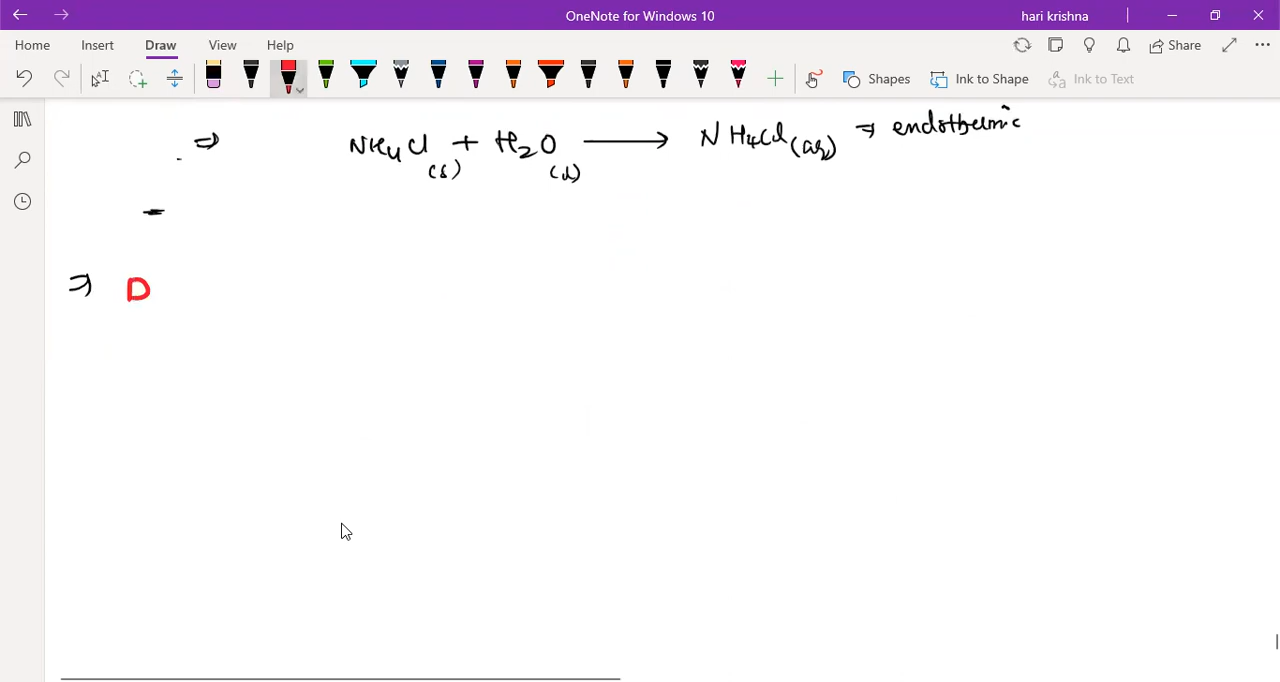 OneNote for Windows 10
hari krishna
Home Insert Draw View Help
Share
Shapes Ink to Shape Ink to Text
⇒ NH4Cl(s) + H2O(l) ⟶ NH4Cl(aq) ⇒ endothermic
-
⇒ D